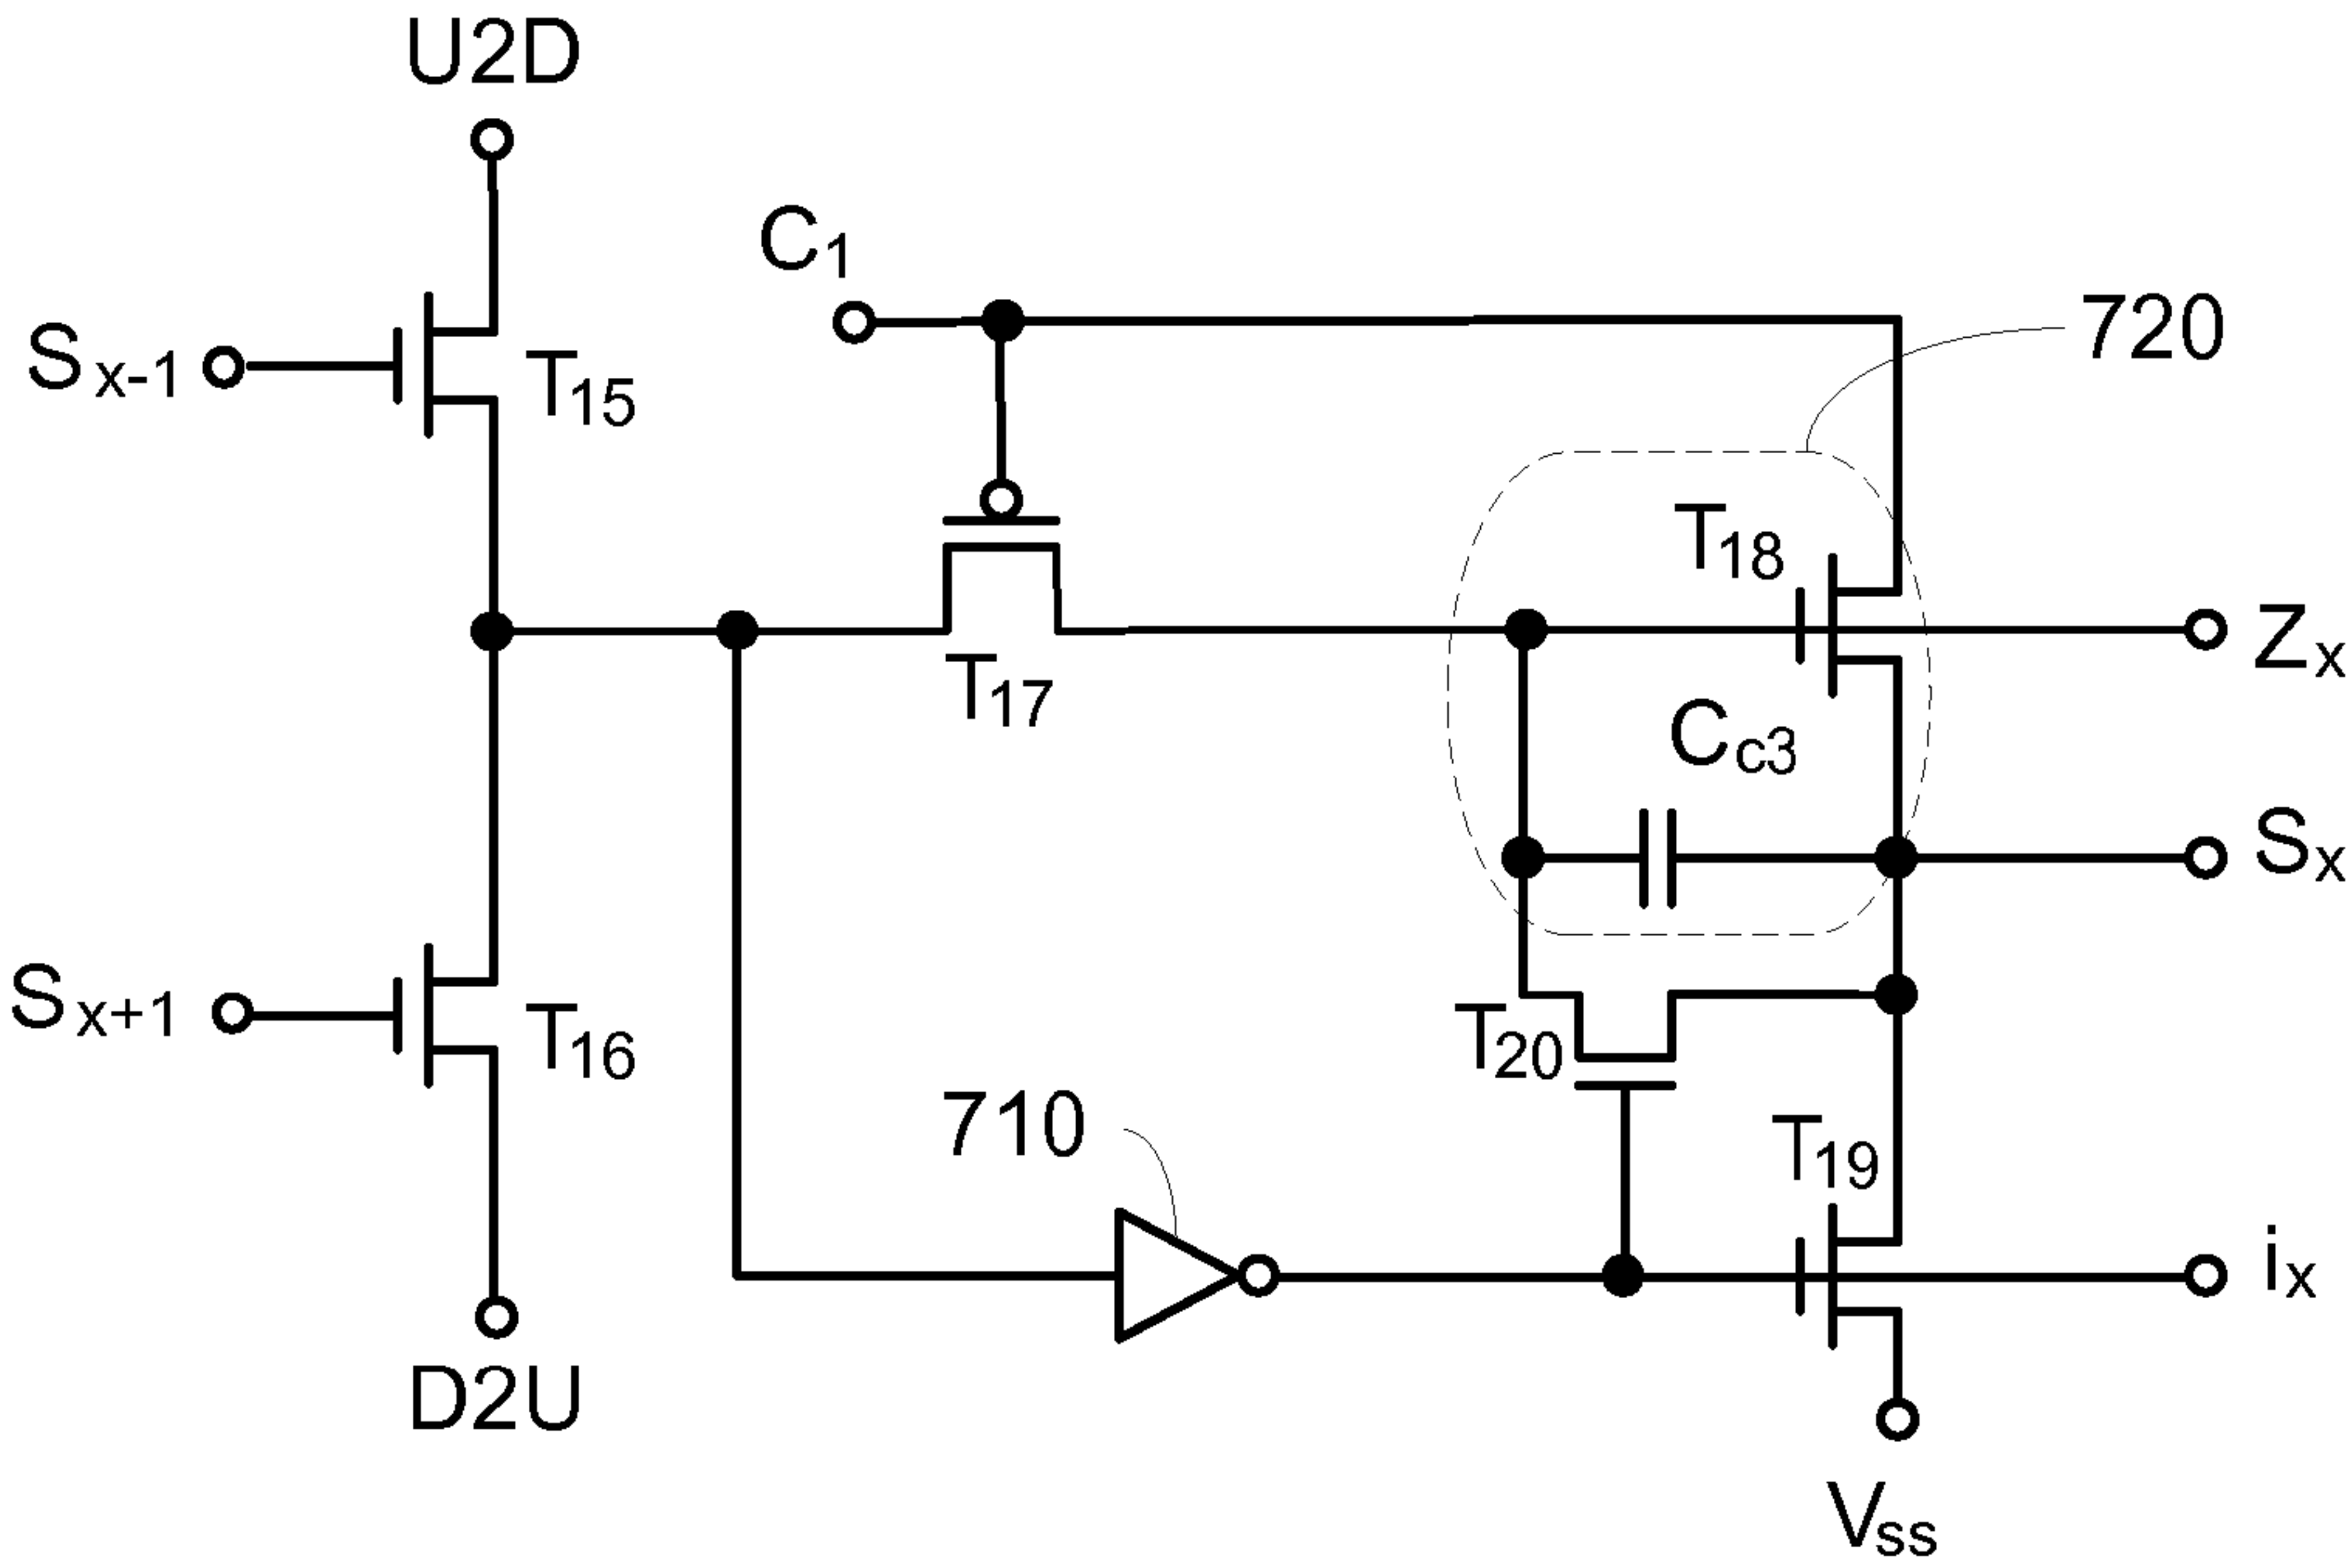 U2D
C1
720
Sx-1
T15
T18
Zx
T17
Cc3
Sx
Sx+1
T16
T20
710
T19
ix
D2U
Vss